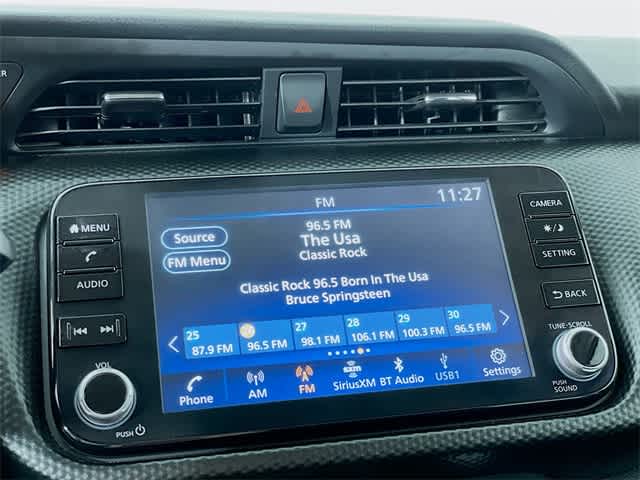 ER
FM
11:27
CAMERA
MENU
SETTING
AUDIO
BACK
TUNE·SCROLL
VOL
PUSH
PUSH SOUND
Source
FM Menu
96.5 FM
The Usa
Classic Rock
Classic Rock 96.5 Born In The Usa
Bruce Springsteen
25 27 28 29 30
87.9 FM 96.5 FM 98.1 FM 106.1 FM 100.3 FM 96.5 FM
Phone AM FM SiriusXM BT Audio USB1 Settings